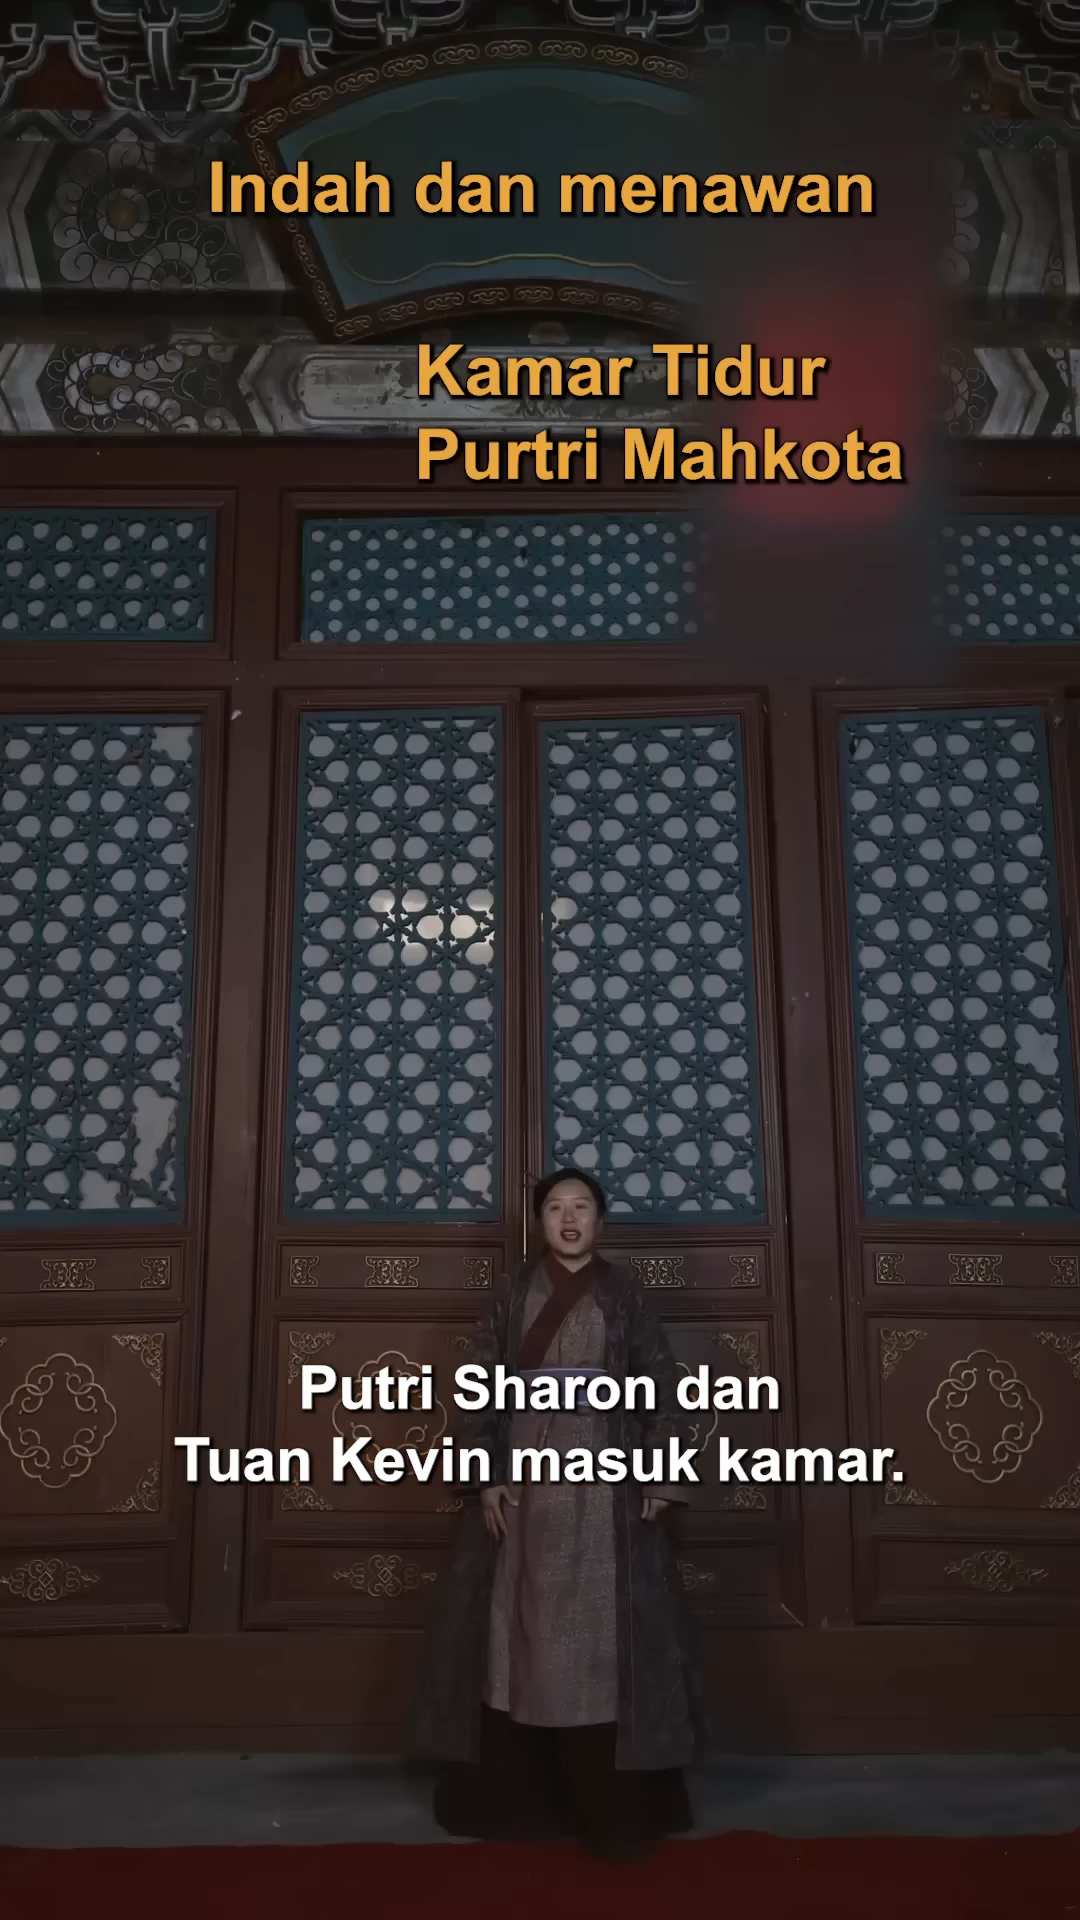 Indah dan menawan
Kamar Tidur
Purtri Mahkota
Putri Sharon dan
Tuan Kevin masuk kamar.